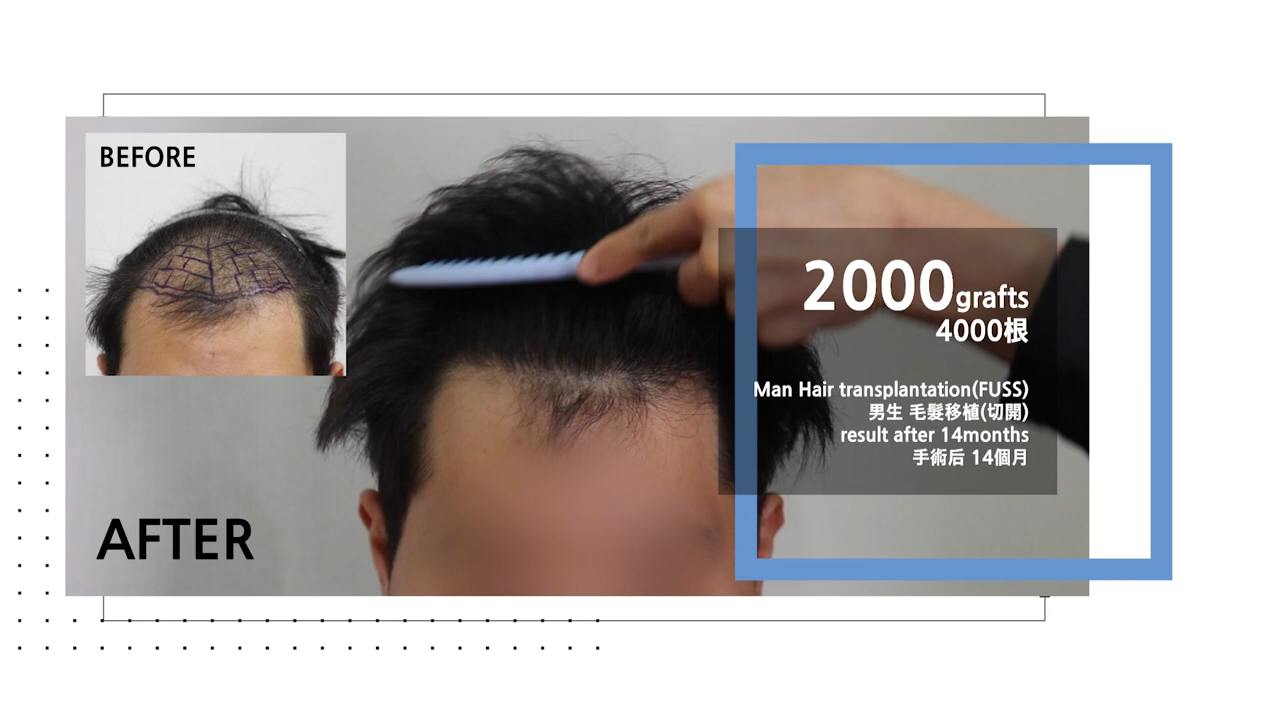 BEFORE
AFTER
2000grafts
4000根
Man Hair transplantation(FUSS)
男生 毛髮移植(切開)
result after 14months
手術后 14個月